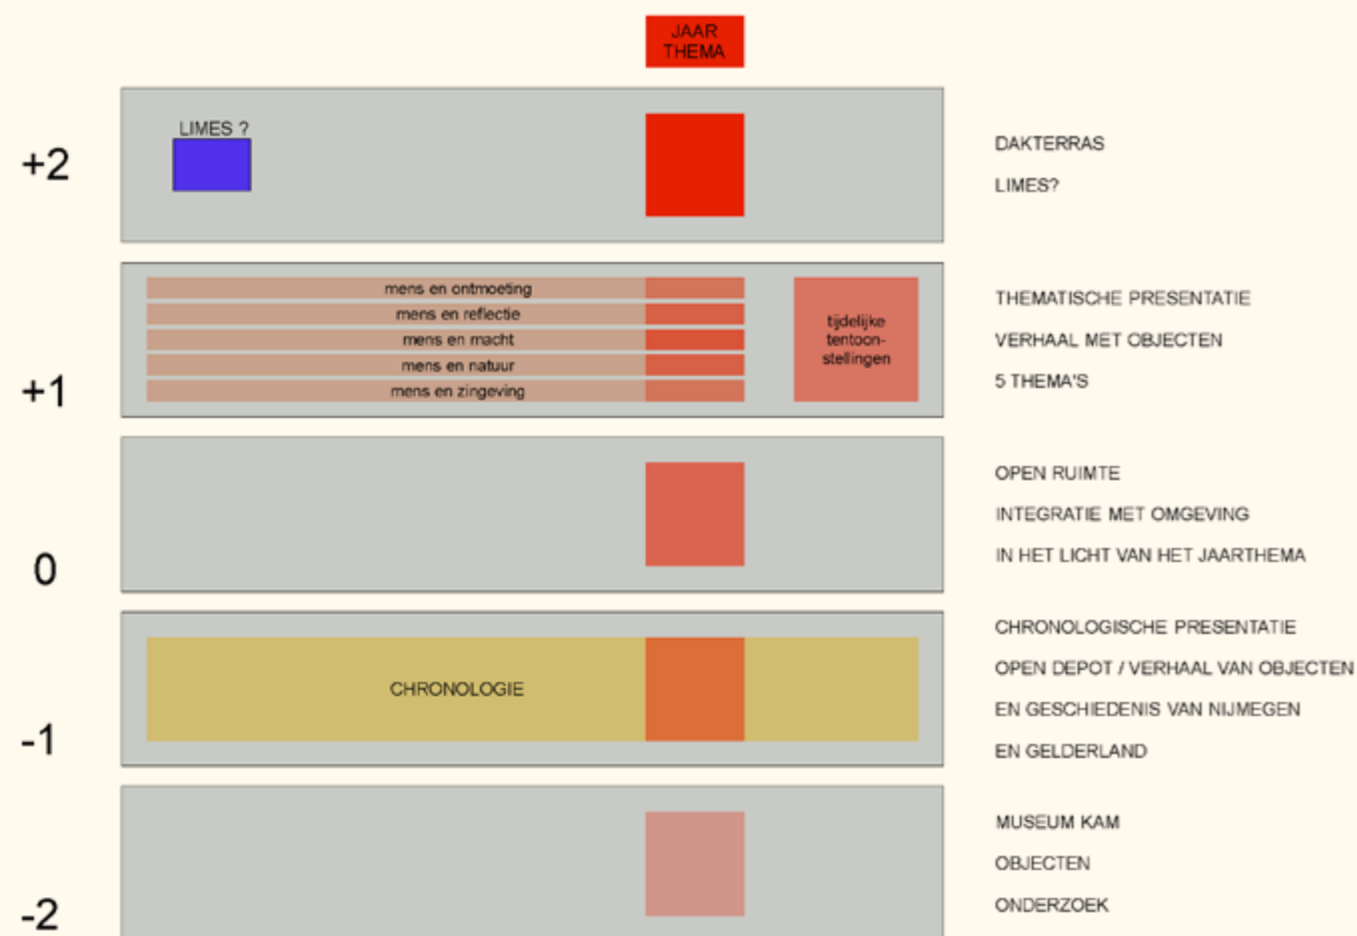 JAAR
THEMA
+2
LIMES ?
DAKTERRAS
LIMES?
+1
mens en ontmoeting
mens en reflectie
mens en macht
mens en natuur
mens en zingeving
tijdelijke
tentoon-
stellingen
THEMATISCHE PRESENTATIE
VERHAAL MET OBJECTEN
5 THEMA'S
0
OPEN RUIMTE
INTEGRATIE MET OMGEVING
IN HET LICHT VAN HET JAARTHEMA
-1
CHRONOLOGIE
CHRONOLOGISCHE PRESENTATIE
OPEN DEPOT / VERHAAL VAN OBJECTEN
EN GESCHIEDENIS VAN NIJMEGEN
EN GELDERLAND
-2
MUSEUM KAM
OBJECTEN
ONDERZOEK